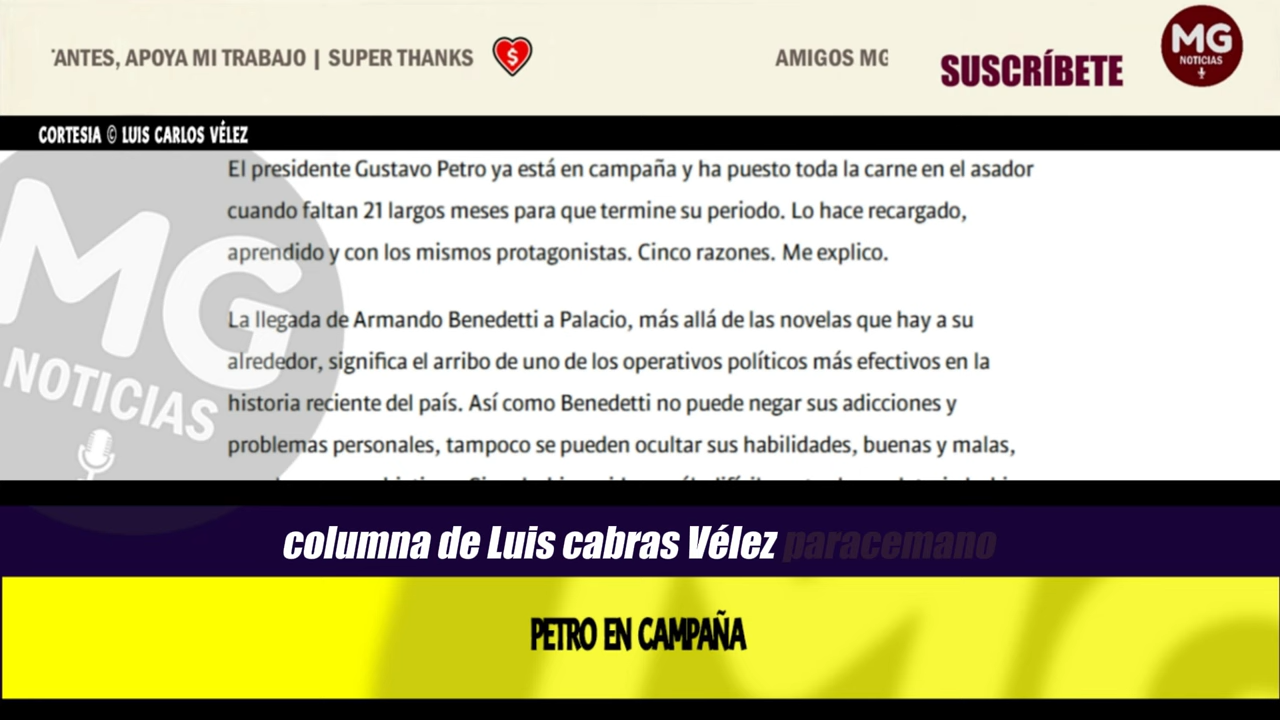 ANTES, APOYA MI TRABAJO | SUPER THANKS
$
AMIGOS MG
SUSCRÍBETE
MG
NOTICIAS
CORTESIA © LUIS CARLOS VÉLEZ
El presidente Gustavo Petro ya está en campaña y ha puesto toda la carne en el asador
cuando faltan 21 largos meses para que termine su periodo. Lo hace recargado,
aprendido y con los mismos protagonistas. Cinco razones. Me explico.
La llegada de Armando Benedetti a Palacio, más allá de las novelas que hay a su
alrededor, significa el arribo de uno de los operativos políticos más efectivos en la
historia reciente del país. Así como Benedetti no puede negar sus adicciones y
problemas personales, tampoco se pueden ocultar sus habilidades, buenas y malas,
MG
NOTICIAS
columna de Luis cabras Vélez paracemano
PETRO EN CAMPAÑA